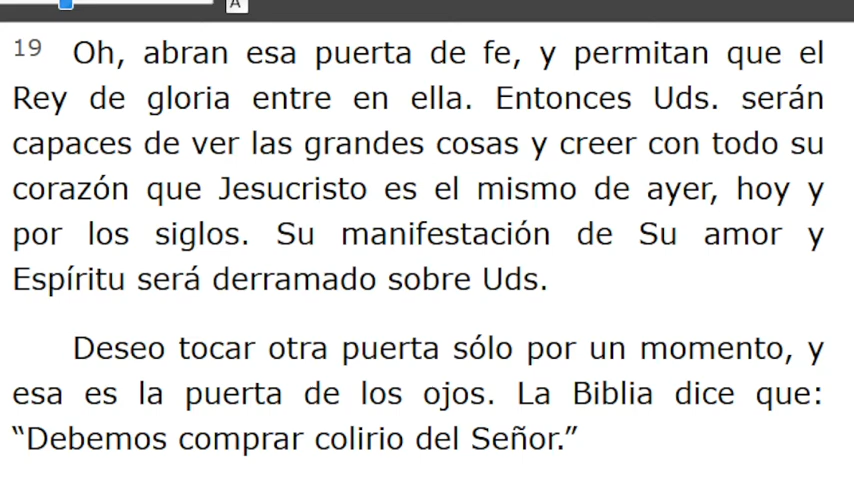 A
19 Oh, abran esa puerta de fe, y permitan que el
Rey de gloria entre en ella. Entonces Uds. serán
capaces de ver las grandes cosas y creer con todo su
corazón que Jesucristo es el mismo de ayer, hoy y
por los siglos. Su manifestación de Su amor y
Espíritu será derramado sobre Uds.
Deseo tocar otra puerta sólo por un momento, y
esa es la puerta de los ojos. La Biblia dice que:
“Debemos comprar colirio del Señor.”